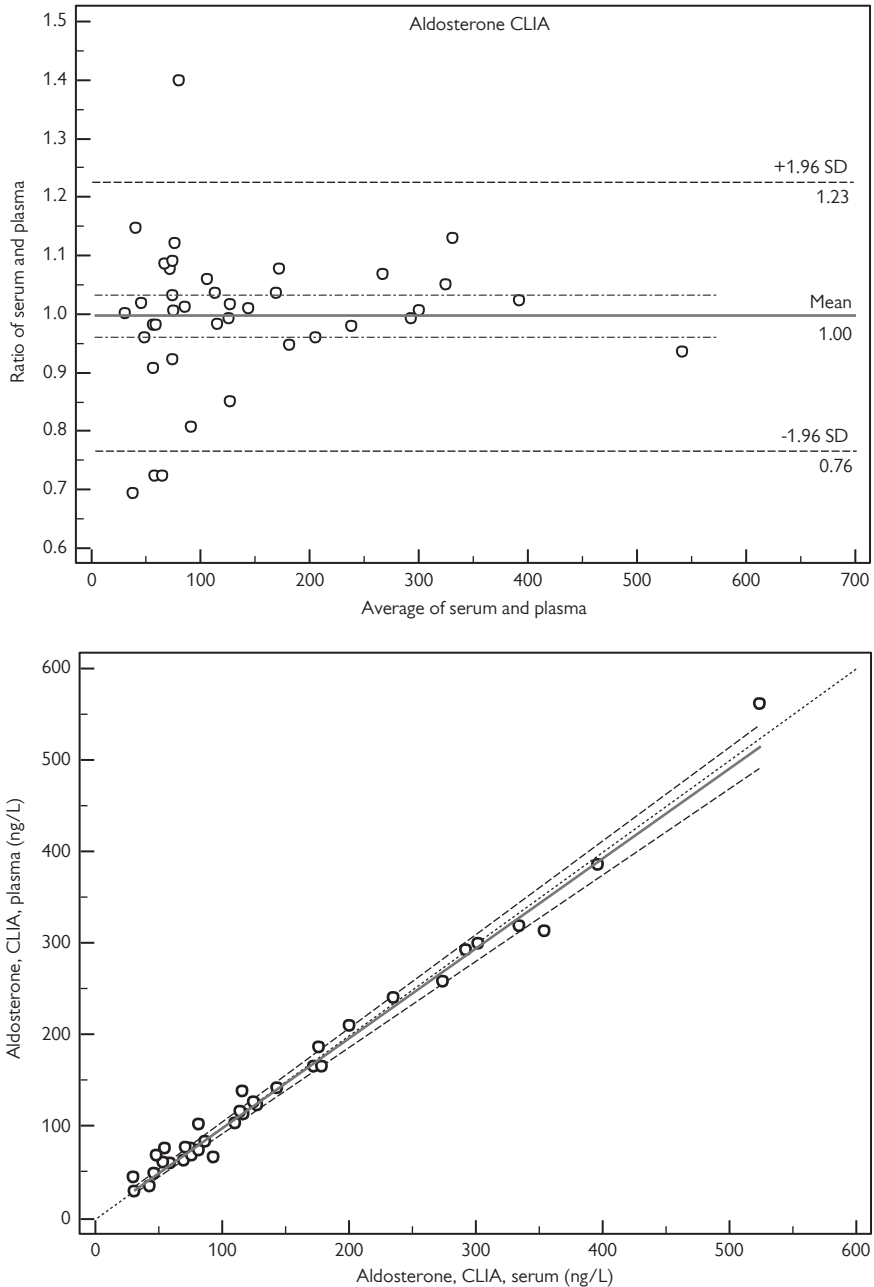 Aldosterone CLIA
1.5
1.4
1.3
1.2
1.1
1.0
0.9
0.8
0.7
0.6
Ratio of serum and plasma
+1.96 SD
1.23
Mean
1.00
-1.96 SD
0.76
0 100 200 300 400 500 600 700
Average of serum and plasma
600
500
400
300
200
100
0
Aldosterone, CLIA, plasma (ng/L)
0 100 200 300 400 500 600
Aldosterone, CLIA, serum (ng/L)